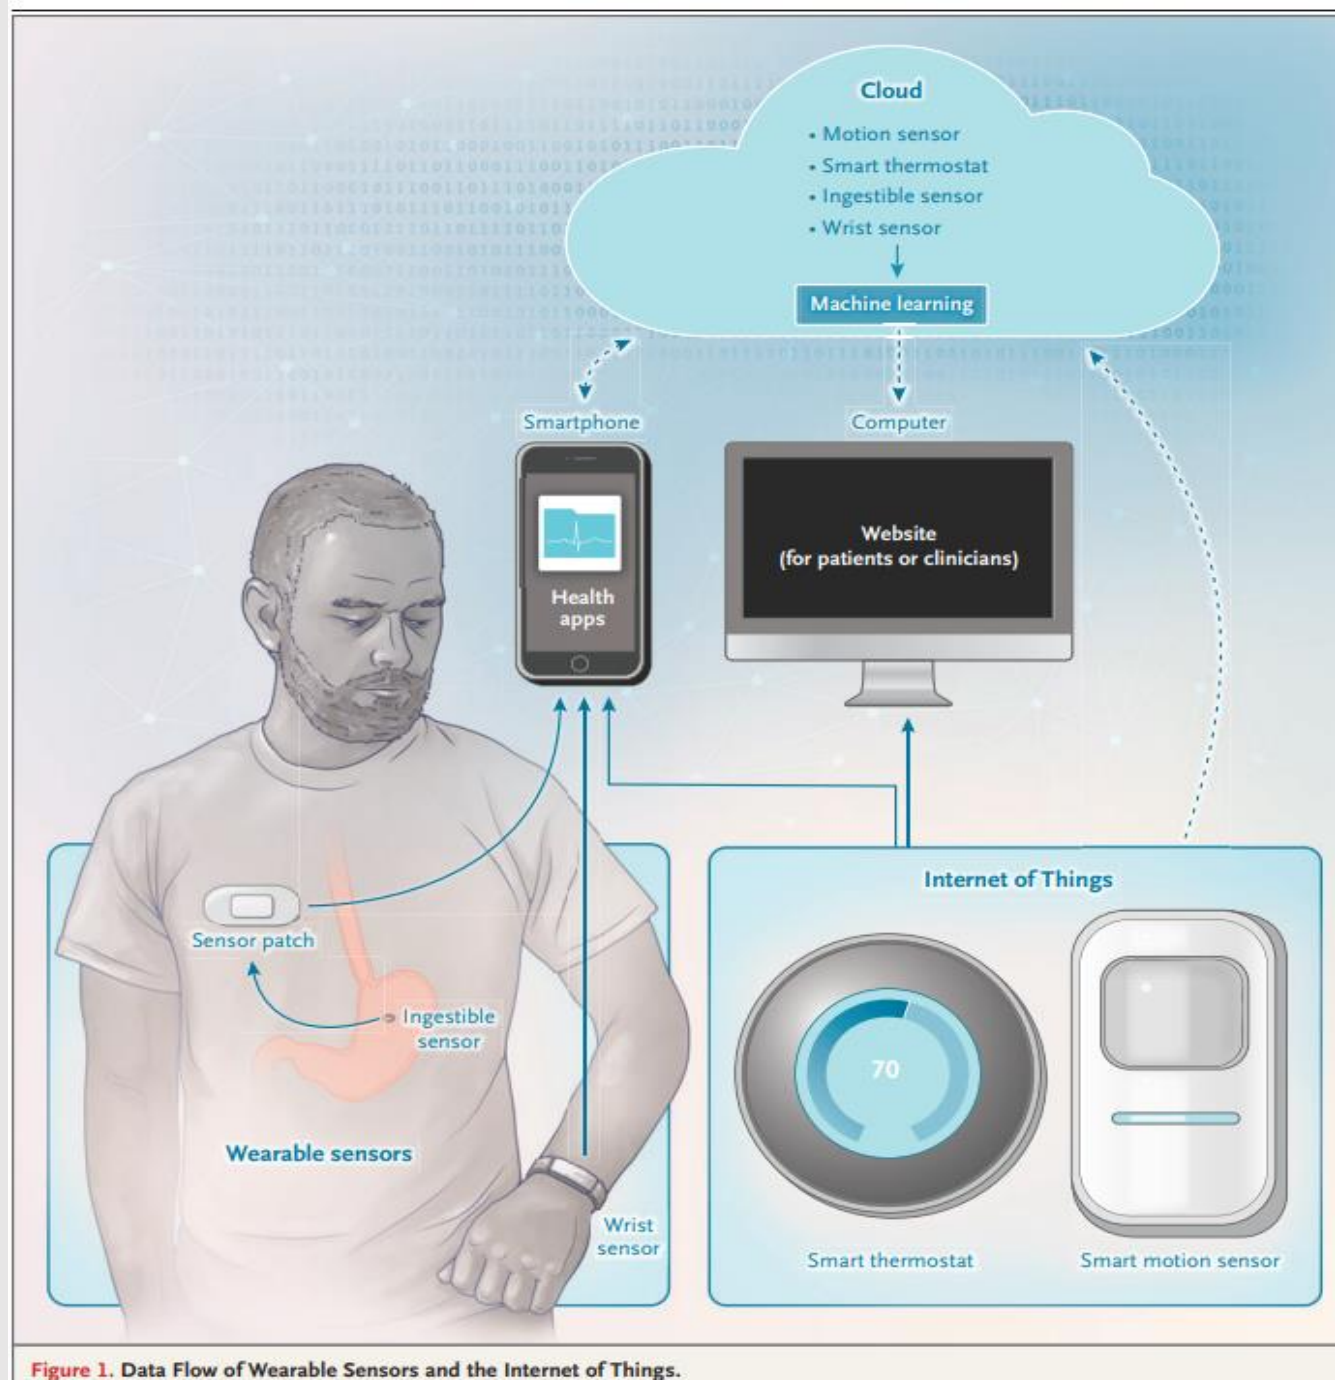 Cloud
• Motion sensor
• Smart thermostat
• Ingestible sensor
• Wrist sensor
Machine learning
Smartphone
Computer
Health
apps
Website
(for patients or clinicians)
Sensor patch
Ingestible
sensor
Wearable sensors
Wrist
sensor
Internet of Things
70
Smart thermostat
Smart motion sensor
Figure 1. Data Flow of Wearable Sensors and the Internet of Things.